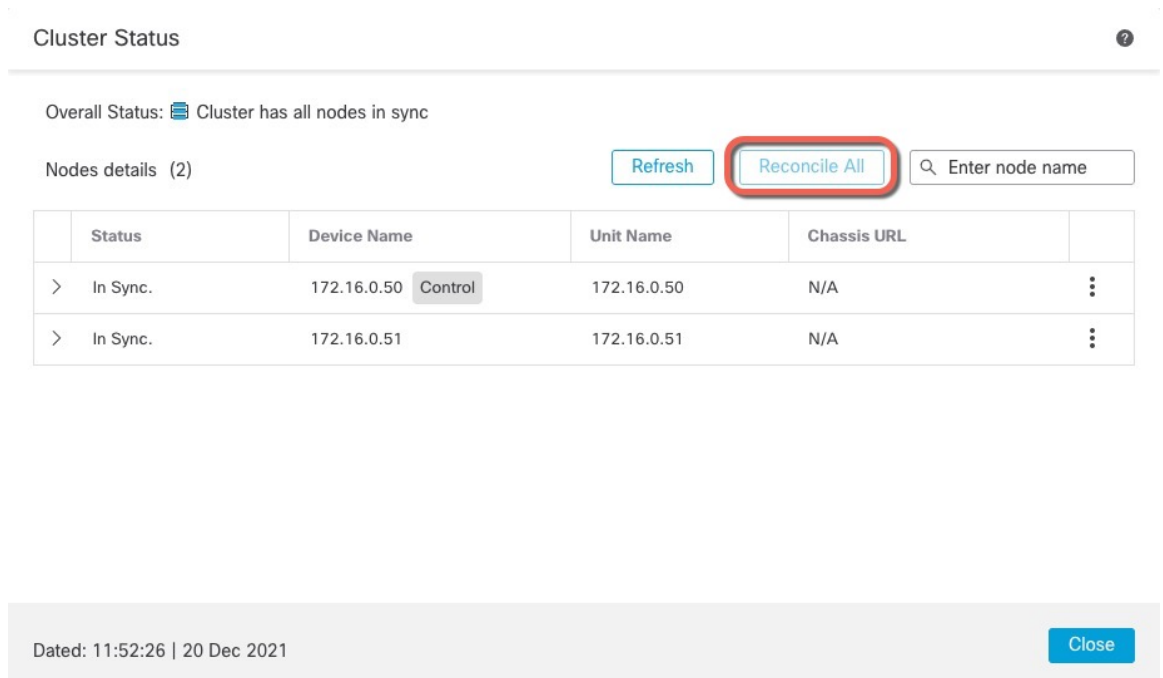 Cluster Status
Overall Status: Cluster has all nodes in sync
Nodes details (2) Refresh Reconcile All Enter node name
Status Device Name Unit Name Chassis URL
In Sync. 172.16.0.50 Control 172.16.0.50 N/A
In Sync. 172.16.0.51 172.16.0.51 N/A
Dated: 11:52:26 | 20 Dec 2021 Close